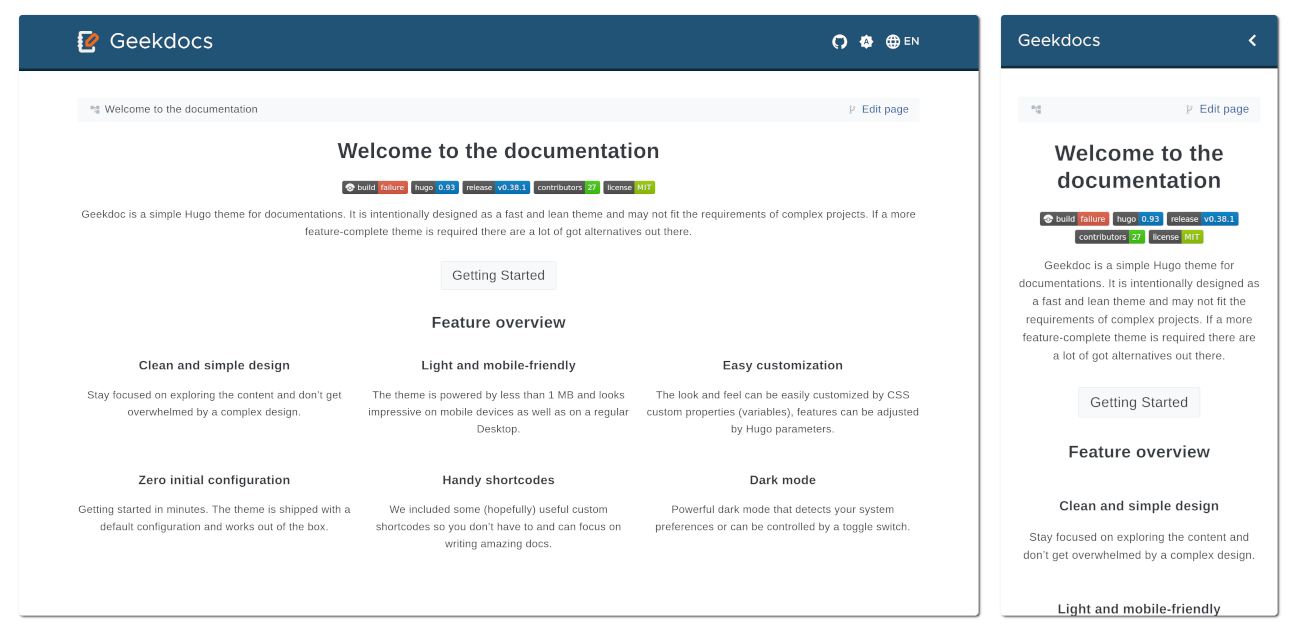 Geekdocs
EN
Welcome to the documentation
Edit page
Welcome to the documentation
build failure hugo 0.93 release v0.38.1 contributors 27 license MIT
Geekdoc is a simple Hugo theme for documentations. It is intentionally designed as a fast and lean theme and may not fit the requirements of complex projects. If a more
feature-complete theme is required there are a lot of got alternatives out there.
Getting Started
Feature overview
Clean and simple design
Stay focused on exploring the content and don’t get
overwhelmed by a complex design.
Light and mobile-friendly
The theme is powered by less than 1 MB and looks
impressive on mobile devices as well as on a regular
Desktop.
Easy customization
The look and feel can be easily customized by CSS
custom properties (variables), features can be adjusted
by Hugo parameters.
Zero initial configuration
Getting started in minutes. The theme is shipped with a
default configuration and works out of the box.
Handy shortcodes
We included some (hopefully) useful custom
shortcodes so you don’t have to and can focus on
writing amazing docs.
Dark mode
Powerful dark mode that detects your system
preferences or can be controlled by a toggle switch.
Geekdocs
Edit page
Welcome to the
documentation
build failure hugo 0.93 release v0.38.1
contributors 27 license MIT
Geekdoc is a simple Hugo theme for
documentations. It is intentionally designed as
a fast and lean theme and may not fit the
requirements of complex projects. If a more
feature-complete theme is required there are
a lot of got alternatives out there.
Getting Started
Feature overview
Clean and simple design
Stay focused on exploring the content and
don’t get overwhelmed by a complex design.
Light and mobile-friendly